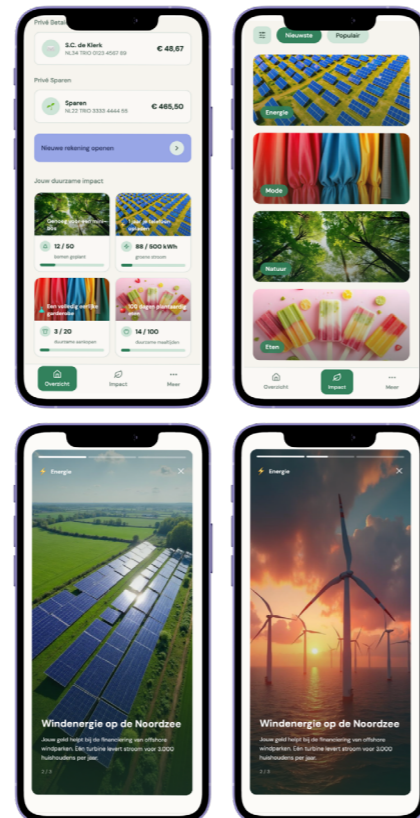 Privé Betal
S.C. de Klerk
€ 48,67
NL34 TRIO 0123 4567 89
Privé Sparen
Sparen
€ 465,50
NL22 TRIO 3333 4444 55
Nieuwe rekening openen
Jouw duurzame impact
12 / 50
bomen geplant
88 / 500 kWh
groene stroom
Een volledig eerlijke
garderobe
100 dagen plantaardig
eten
3 / 20
duurzame aankopen
14 / 100
duurzame maaltijden
Overzicht
Impact
Meer
Nieuwste
Populair
Energie
Mode
Natuur
Eten
Overzicht
Impact
Meer
Energie
Windenergie op de Noordzee
Jouw geld helpt bij de financiering van offshore
windparken. Eén turbine levert stroom voor 3.000
huishoudens per jaar.
Energie
Windenergie op de Noordzee
Jouw geld helpt bij de financiering van offshore
windparken. Eén turbine levert stroom voor 3.000
huishoudens per jaar.